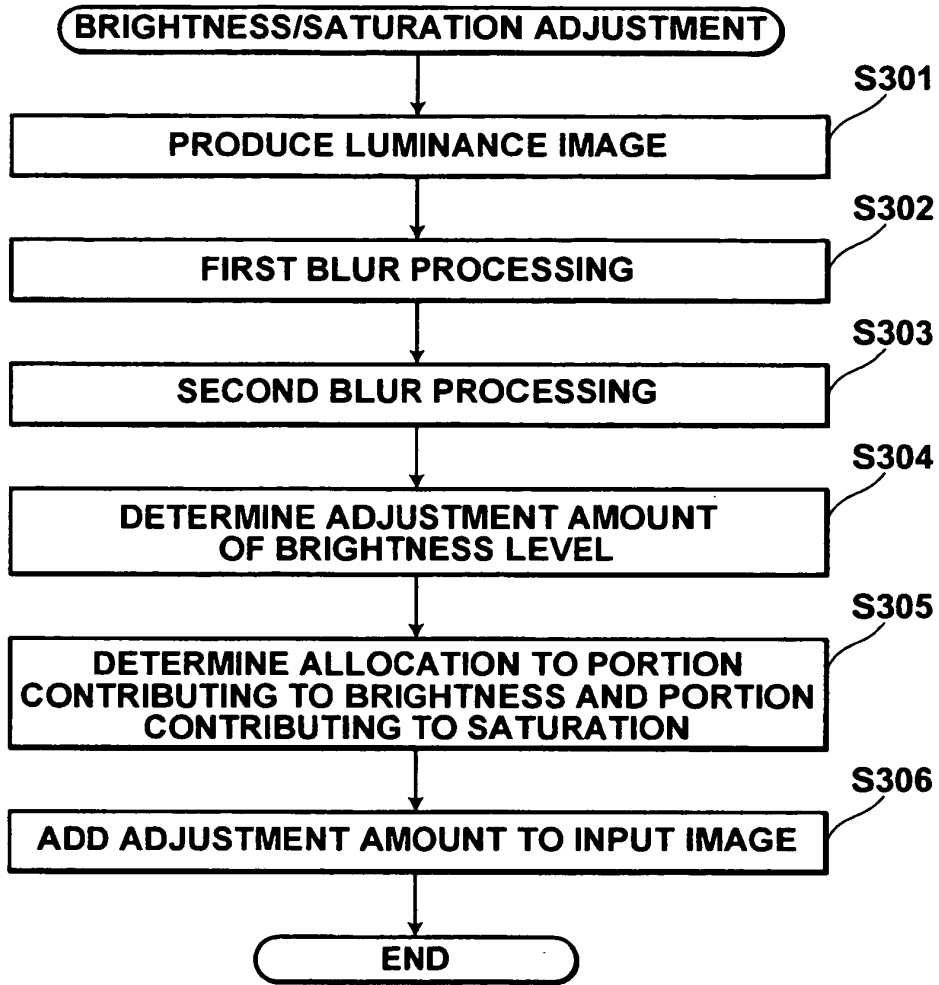 BRIGHTNESS/SATURATION ADJUSTMENT
S301
PRODUCE LUMINANCE IMAGE
S302
FIRST BLUR PROCESSING
S303
SECOND BLUR PROCESSING
S304
DETERMINE ADJUSTMENT AMOUNT
OF BRIGHTNESS LEVEL
S305
DETERMINE ALLOCATION TO PORTION
CONTRIBUTING TO BRIGHTNESS AND PORTION
CONTRIBUTING TO SATURATION
S306
ADD ADJUSTMENT AMOUNT TO INPUT IMAGE
END